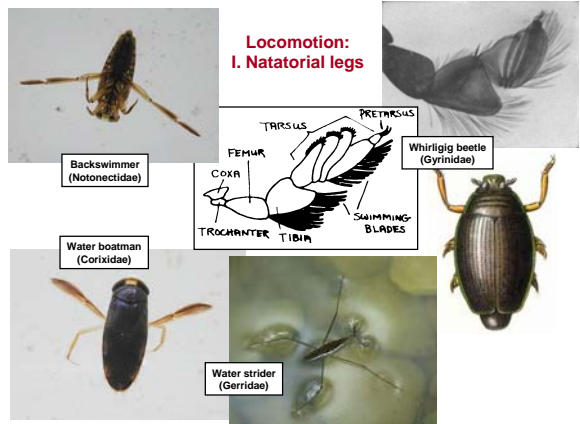 Locomotion:
I. Natatorial legs
Backswimmer
(Notonectidae)
PRETARSUS
TARSUS
FEMUR
COXA
TROCHANTER
TIBIA
SWIMMING
BLADES
Whirligig beetle
(Gyrinidae)
Water boatman
(Corixidae)
Water strider
(Gerridae)